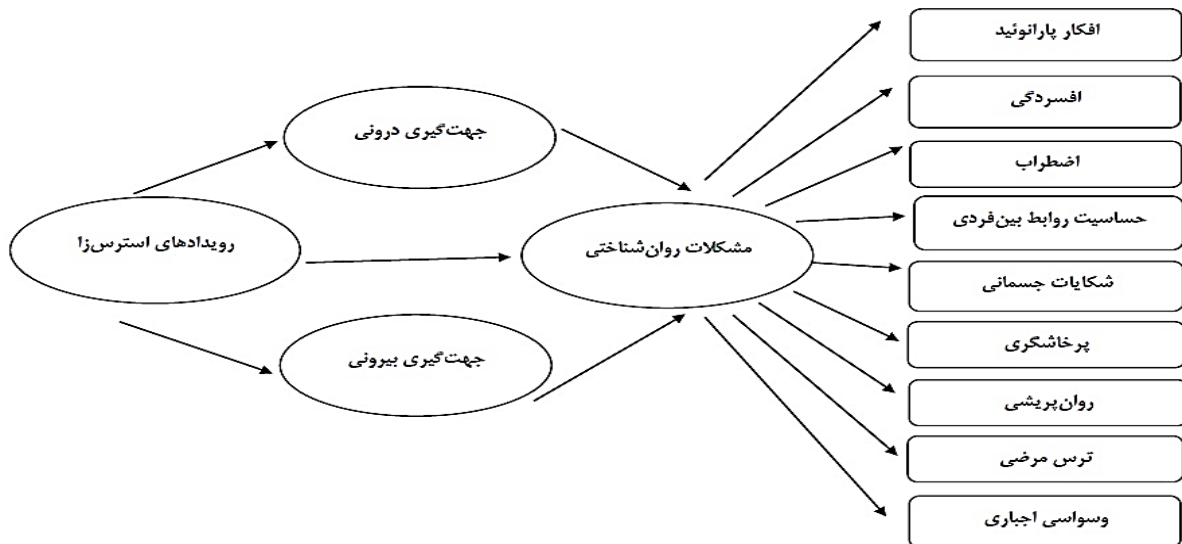 افکار پارانوئید
افسردگی
جهت‌گیری درونی
اضطراب
حساسیت روابط بین‌فردی
رویدادهای استرس‌زا
مشکلات روان‌شناختی
شکایات جسمانی
پرخاشگری
جهت‌گیری بیرونی
روان‌پریشی
ترس مرضی
وسواسی اجباری